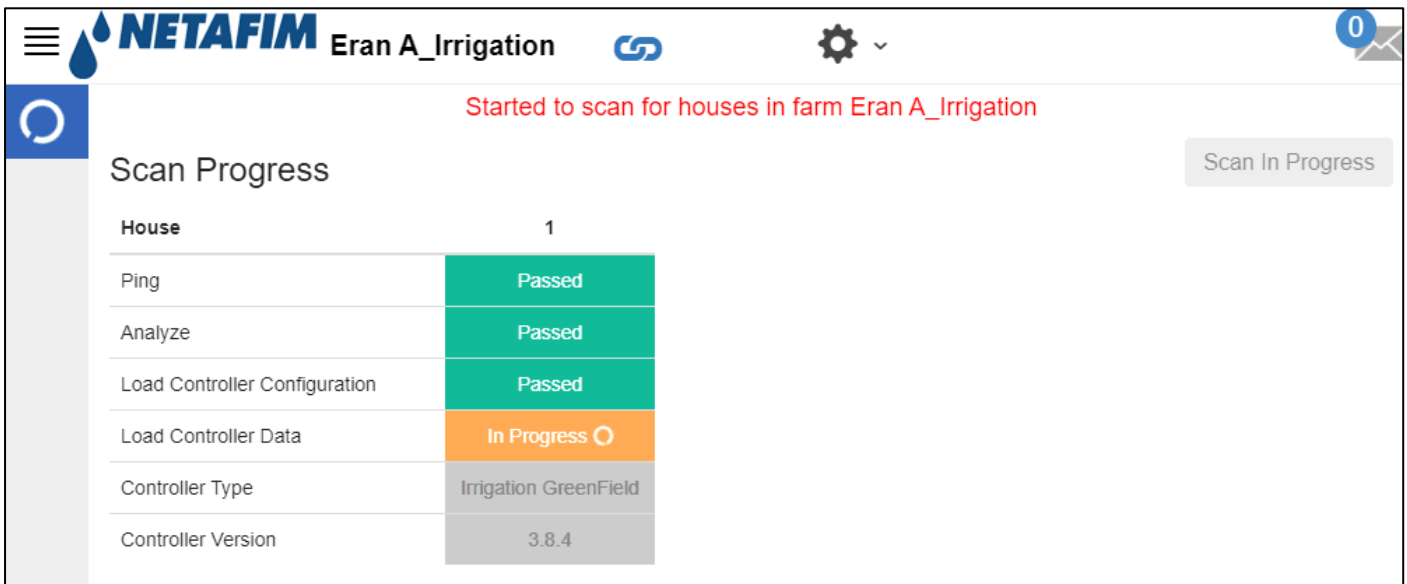 NETAFIM Eran A_Irrigation 0
Started to scan for houses in farm Eran A_Irrigation
Scan Progress Scan In Progress
House 1
Ping Passed
Analyze Passed
Load Controller Configuration Passed
Load Controller Data In Progress
Controller Type Irrigation GreenField
Controller Version 3.8.4